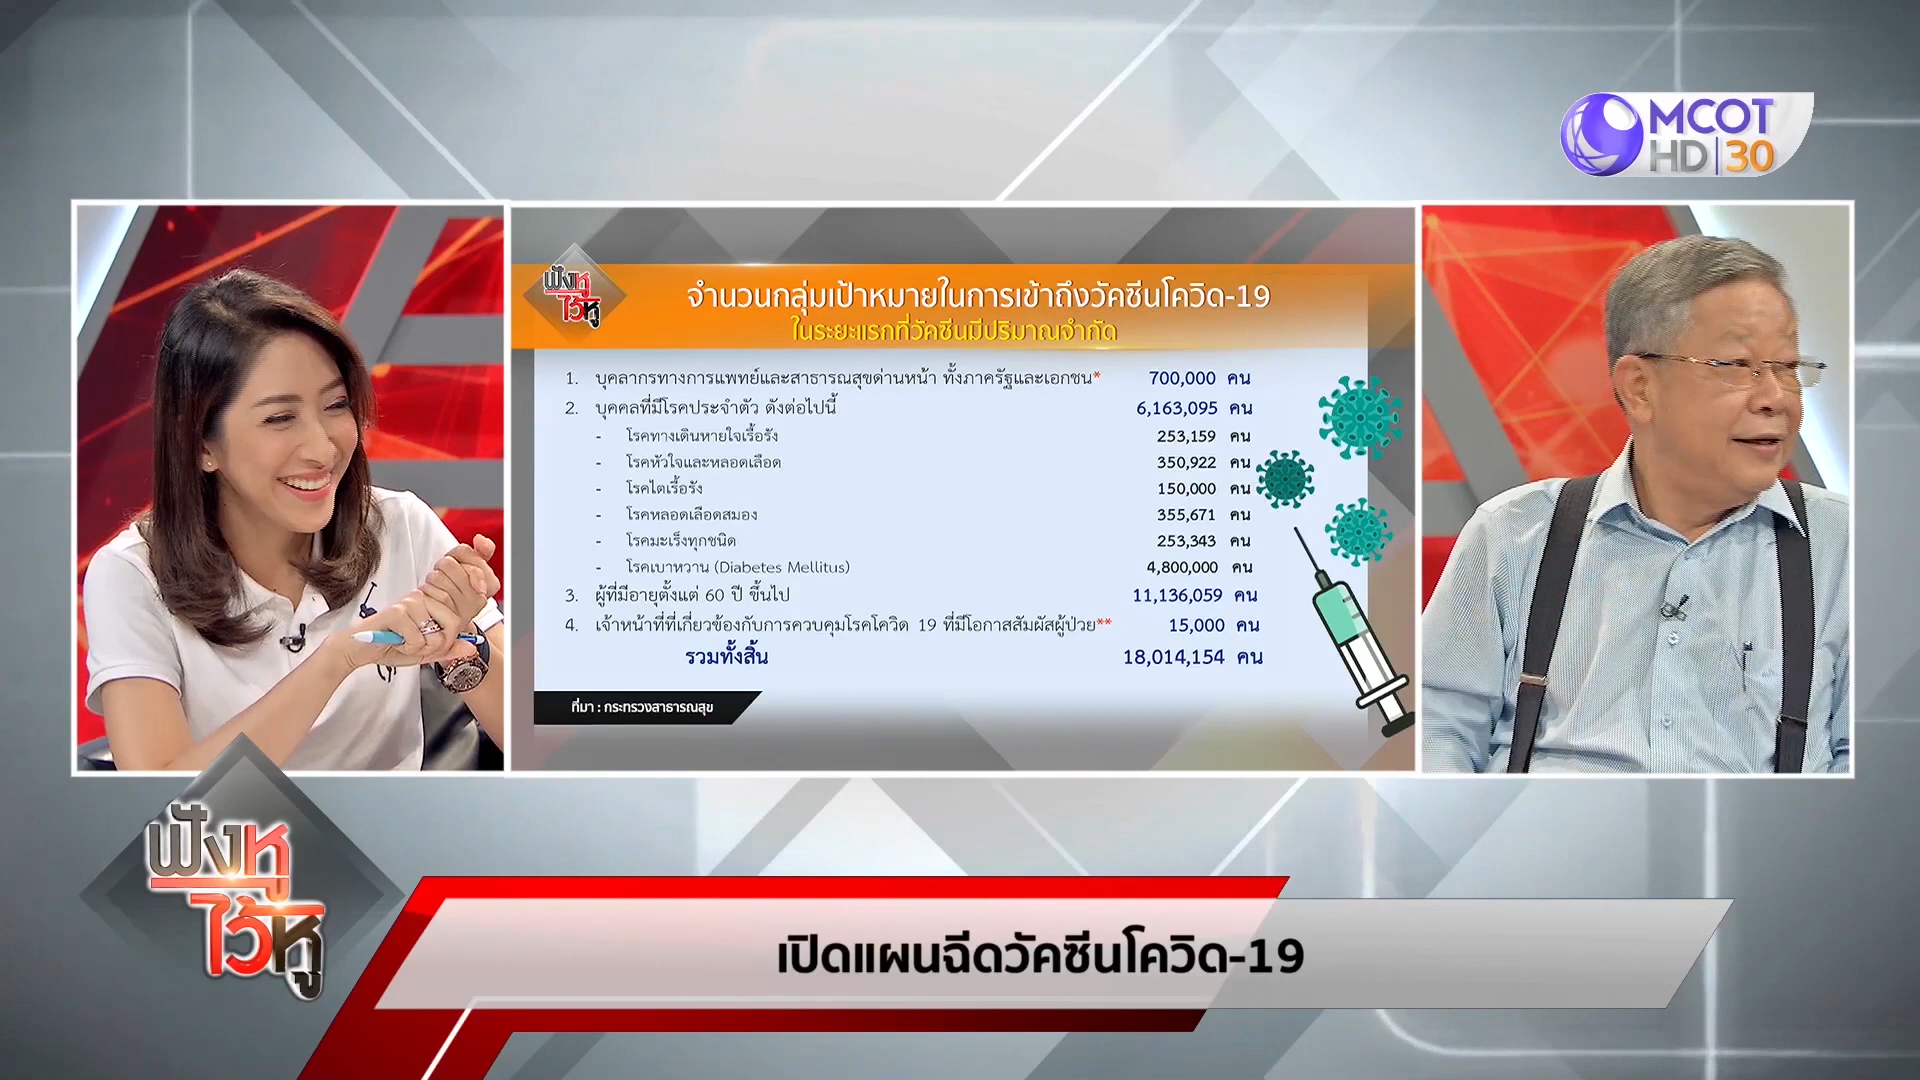 MCOT
HD 30
ฟังหู
ไว้หู
จำนวนกลุ่มเป้าหมายในการเข้าถึงวัคซีนโควิด-19
ในระยะแรกที่วัคซีนมีปริมาณจำกัด
1. บุคลากรทางการแพทย์และสาธารณสุขด่านหน้า ทั้งภาครัฐและเอกชน* 700,000 คน
2. บุคคลที่มีโรคประจำตัว ดังต่อไปนี้ 6,163,095 คน
- โรคทางเดินหายใจเรื้อรัง 253,159 คน
- โรคหัวใจและหลอดเลือด 350,922 คน
- โรคไตเรื้อรัง 150,000 คน
- โรคหลอดเลือดสมอง 355,671 คน
- โรคมะเร็งทุกชนิด 253,343 คน
- โรคเบาหวาน (Diabetes Mellitus) 4,800,000 คน
3. ผู้ที่มีอายุตั้งแต่ 60 ปี ขึ้นไป 11,136,059 คน
4. เจ้าหน้าที่ที่เกี่ยวข้องกับการควบคุมโรคโควิด 19 ที่มีโอกาสสัมผัสผู้ป่วย** 15,000 คน
รวมทั้งสิ้น 18,014,154 คน
ที่มา : กระทรวงสาธารณสุข
ฟังหู
ไว้หู
เปิดแผนฉีดวัคซีนโควิด-19